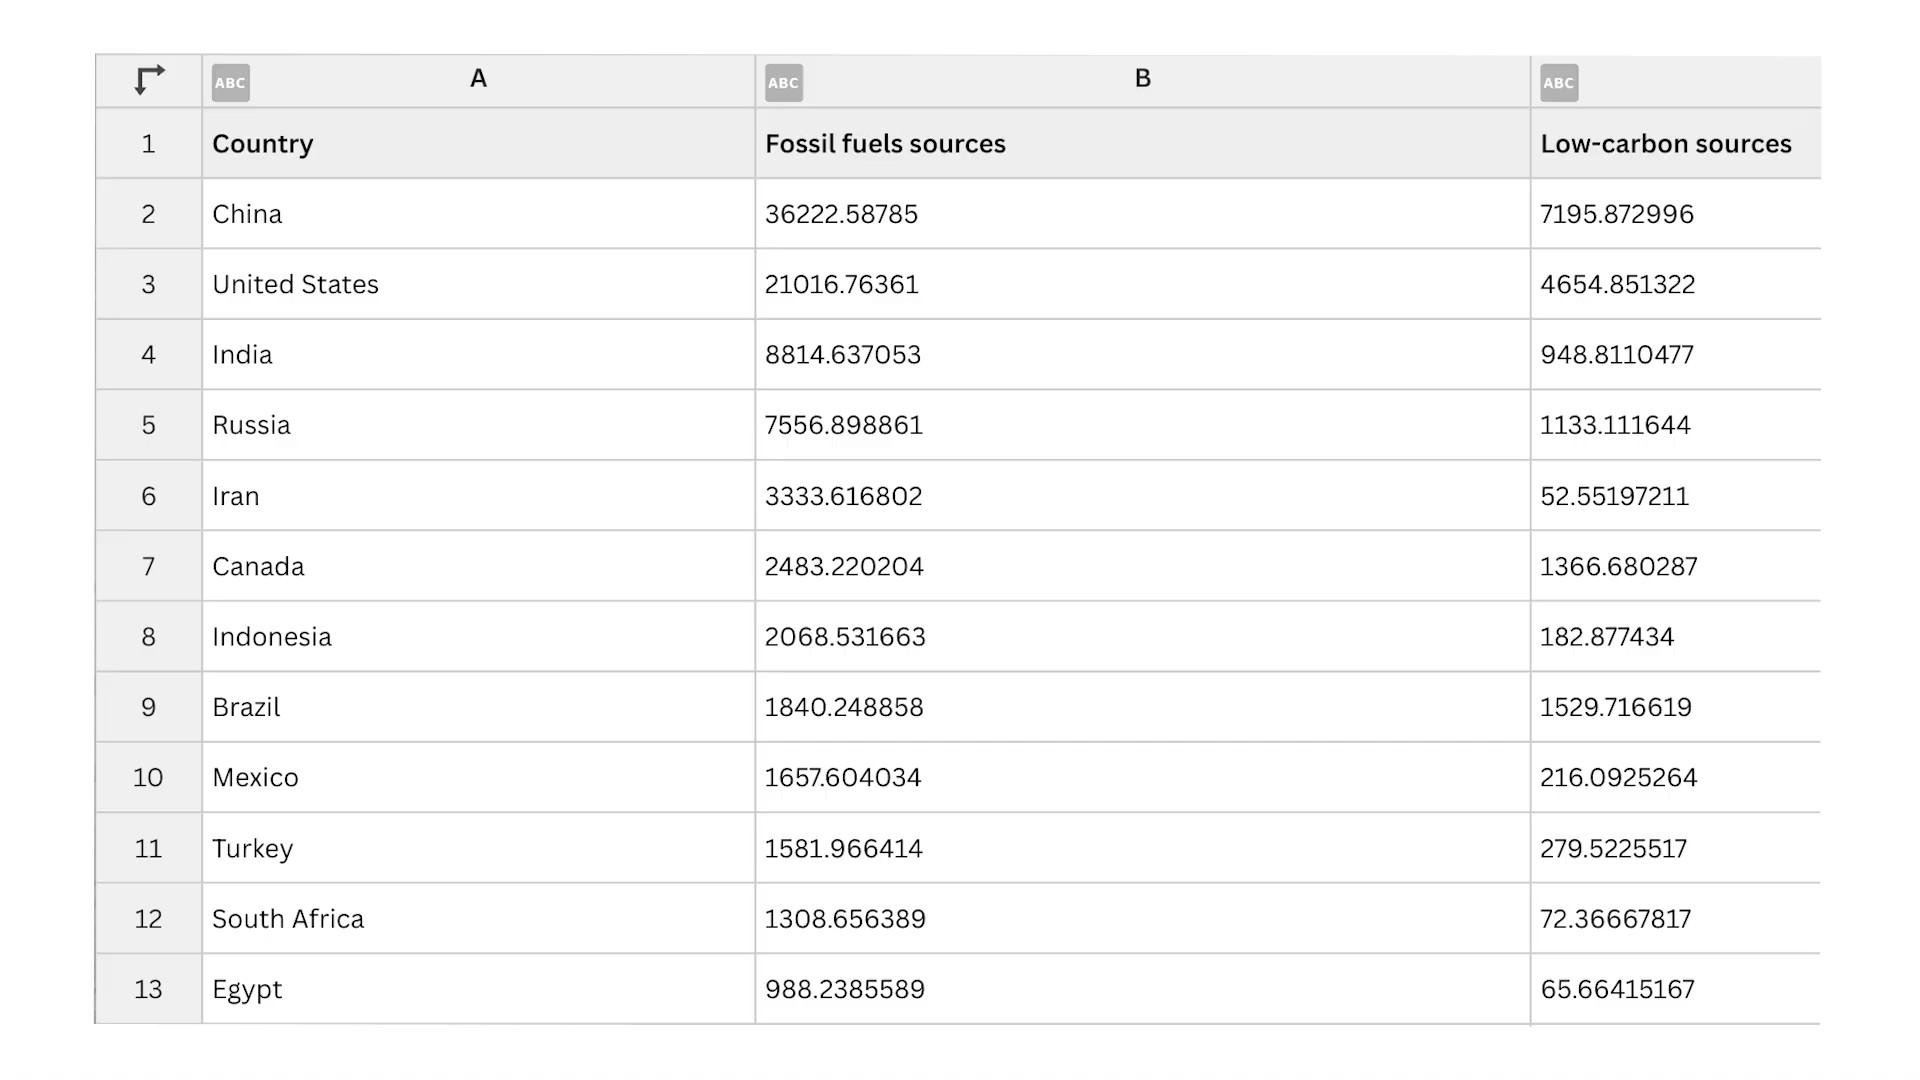 ABC A ABC B ABC
1 Country Fossil fuels sources Low-carbon sources
2 China 36222.58785 7195.872996
3 United States 21016.76361 4654.851322
4 India 8814.637053 948.8110477
5 Russia 7556.898861 1133.111644
6 Iran 3333.616802 52.55197211
7 Canada 2483.220204 1366.680287
8 Indonesia 2068.531663 182.877434
9 Brazil 1840.248858 1529.716619
10 Mexico 1657.604034 216.0925264
11 Turkey 1581.966414 279.5225517
12 South Africa 1308.656389 72.36667817
13 Egypt 988.2385589 65.66415167